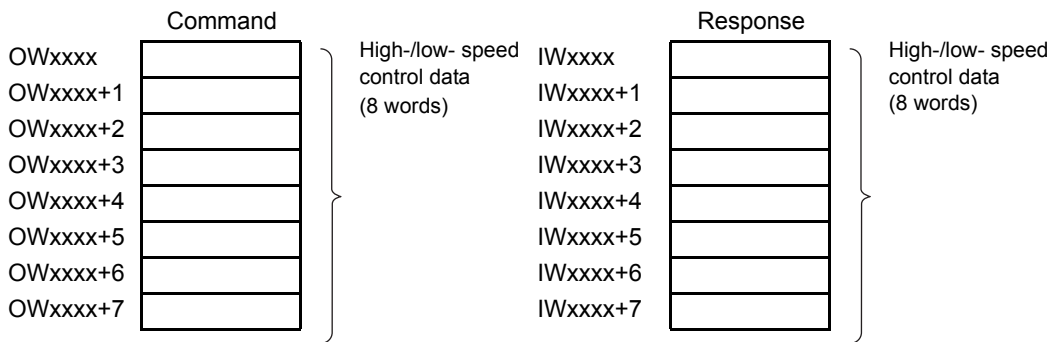 Command
OWxxxx
OWxxxx+1
OWxxxx+2
OWxxxx+3
OWxxxx+4
OWxxxx+5
OWxxxx+6
OWxxxx+7
High-/low- speed
control data
(8 words)
Response
IWxxxx
IWxxxx+1
IWxxxx+2
IWxxxx+3
IWxxxx+4
IWxxxx+5
IWxxxx+6
IWxxxx+7
High-/low- speed
control data
(8 words)